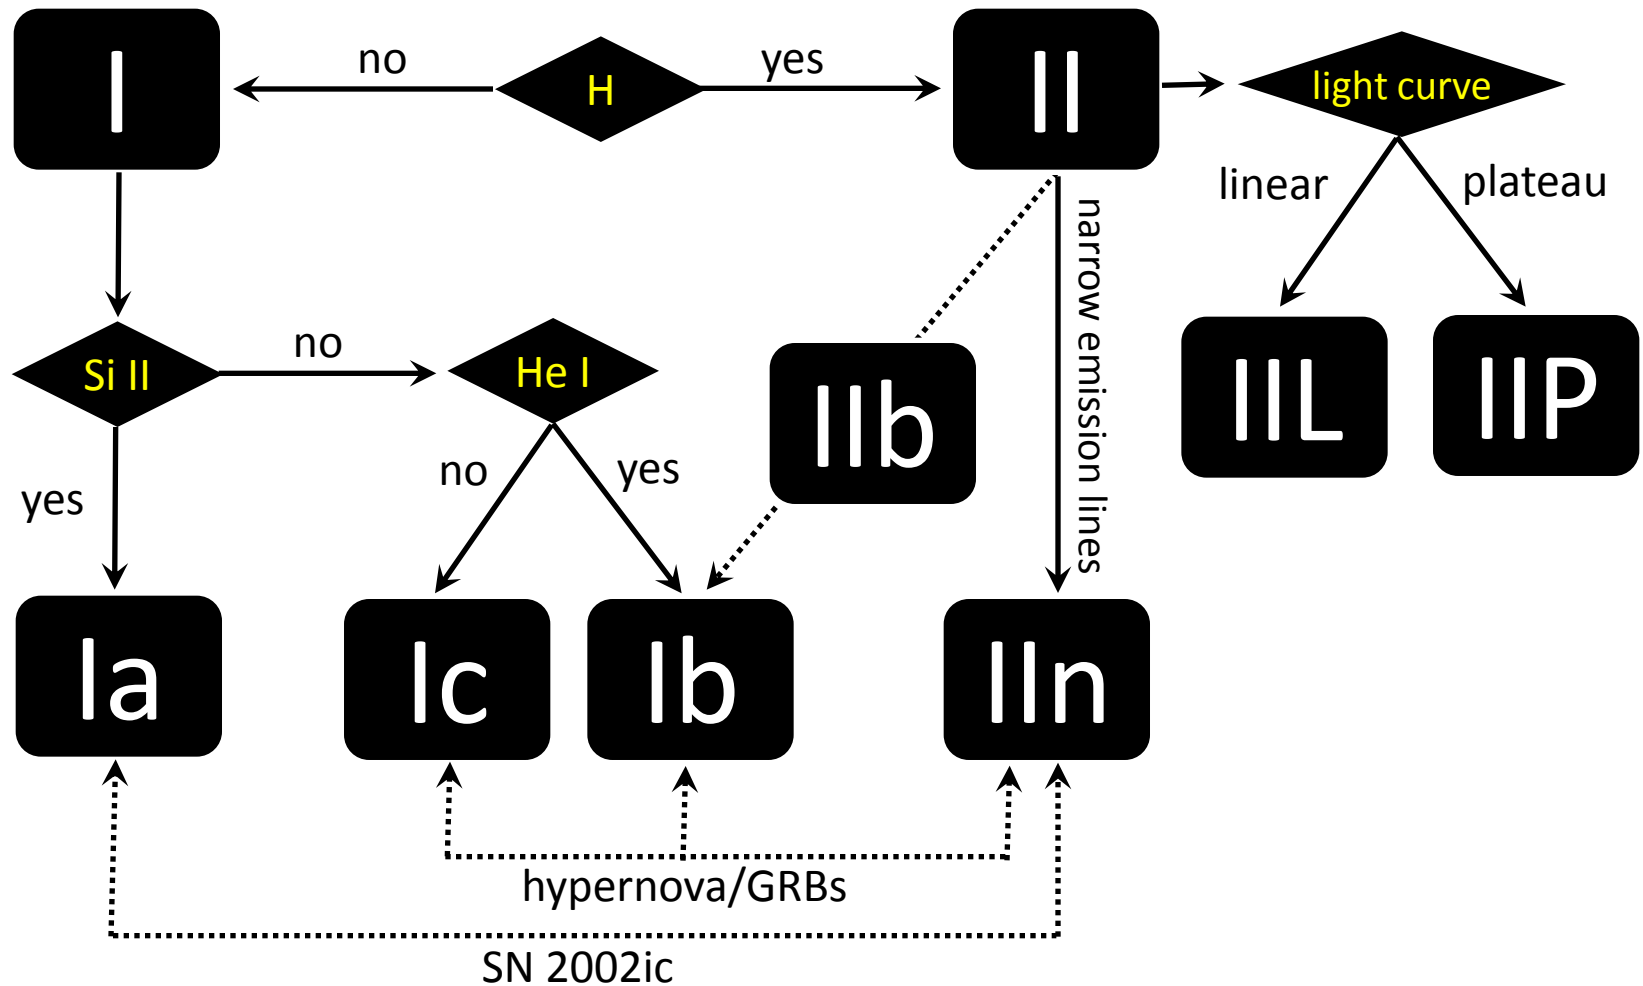 I
no
H
yes
II
light curve
linear
plateau
narrow emission lines
Si II
no
He I
IIb
IIL
IIP
yes
no
yes
Ia
Ic
Ib
IIn
hypernova/GRBs
SN 2002ic